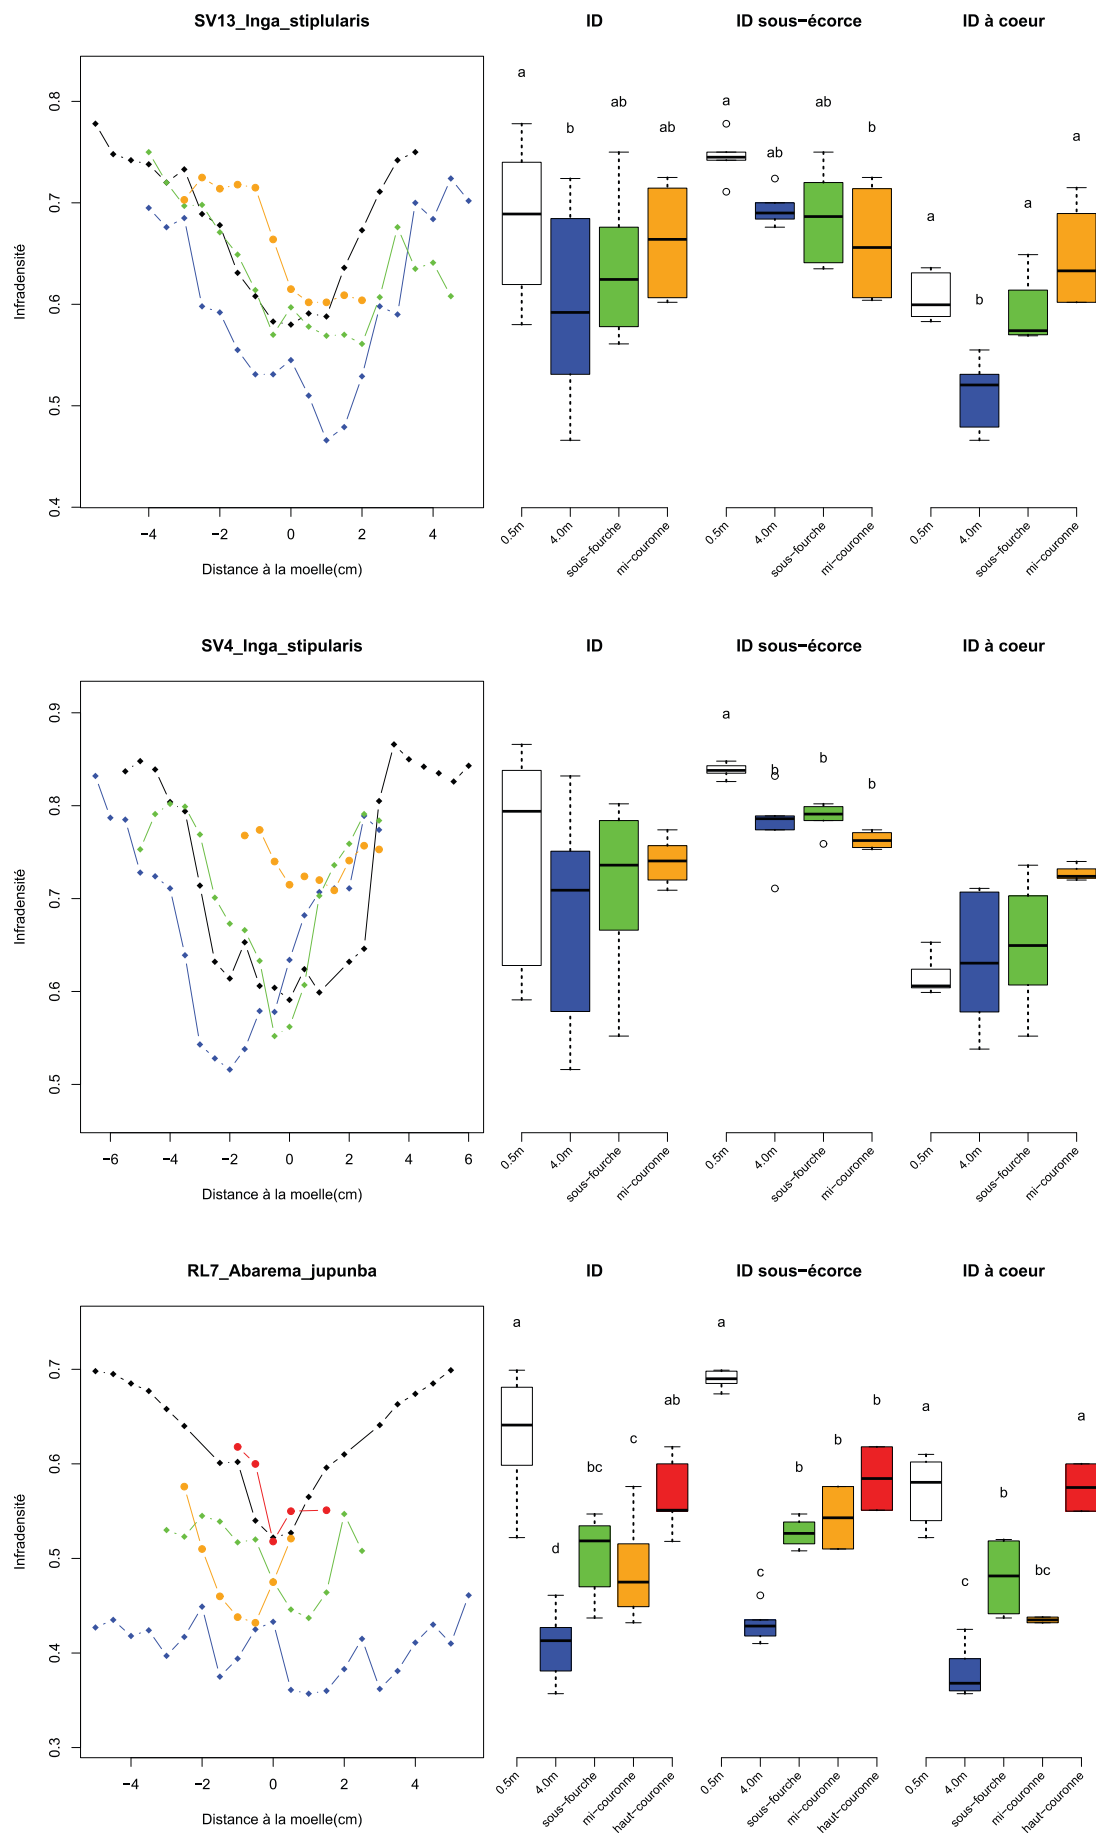 SV13_Inga_stiplularis
ID
ID sous−écorce
ID à coeur
Infradensité
0.8
0.7
0.6
0.5
0.4
−4
−2
0
2
4
Distance à la moelle(cm)
a
b
ab
ab
a
ab
ab
b
a
b
a
a
0.5m
4.0m
sous−fourche
mi−couronne
0.5m
4.0m
sous−fourche
mi−couronne
0.5m
4.0m
sous−fourche
mi−couronne
SV4_Inga_stipularis
ID
ID sous−écorce
ID à coeur
Infradensité
0.9
0.8
0.7
0.6
0.5
−6
−4
−2
0
2
4
6
Distance à la moelle(cm)
a
b
b
b
0.5m
4.0m
sous−fourche
mi−couronne
0.5m
4.0m
sous−fourche
mi−couronne
0.5m
4.0m
sous−fourche
mi−couronne
RL7_Abarema_jupunba
ID
ID sous−écorce
ID à coeur
Infradensité
0.7
0.6
0.5
0.4
0.3
−4
−2
0
2
4
Distance à la moelle(cm)
a
d
bc
c
ab
a
c
b
b
b
a
c
b
bc
a
0.5m
4.0m
sous−fourche
mi−couronne
haut−couronne
0.5m
4.0m
sous−fourche
mi−couronne
haut−couronne
0.5m
4.0m
sous−fourche
mi−couronne
haut−couronne